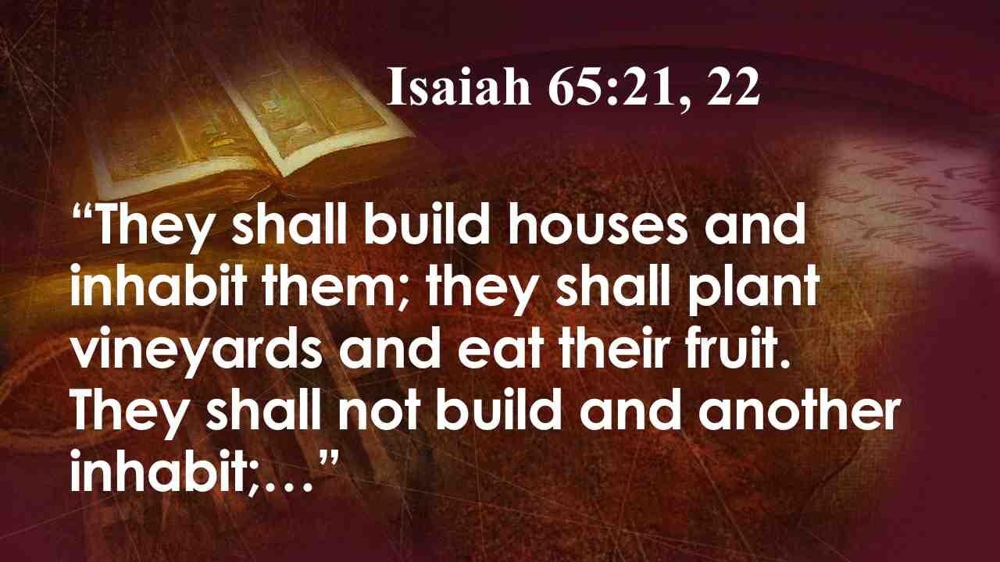 Isaiah 65:21, 22
“They shall build houses and
inhabit them; they shall plant
vineyards and eat their fruit.
They shall not build and another
inhabit;…”